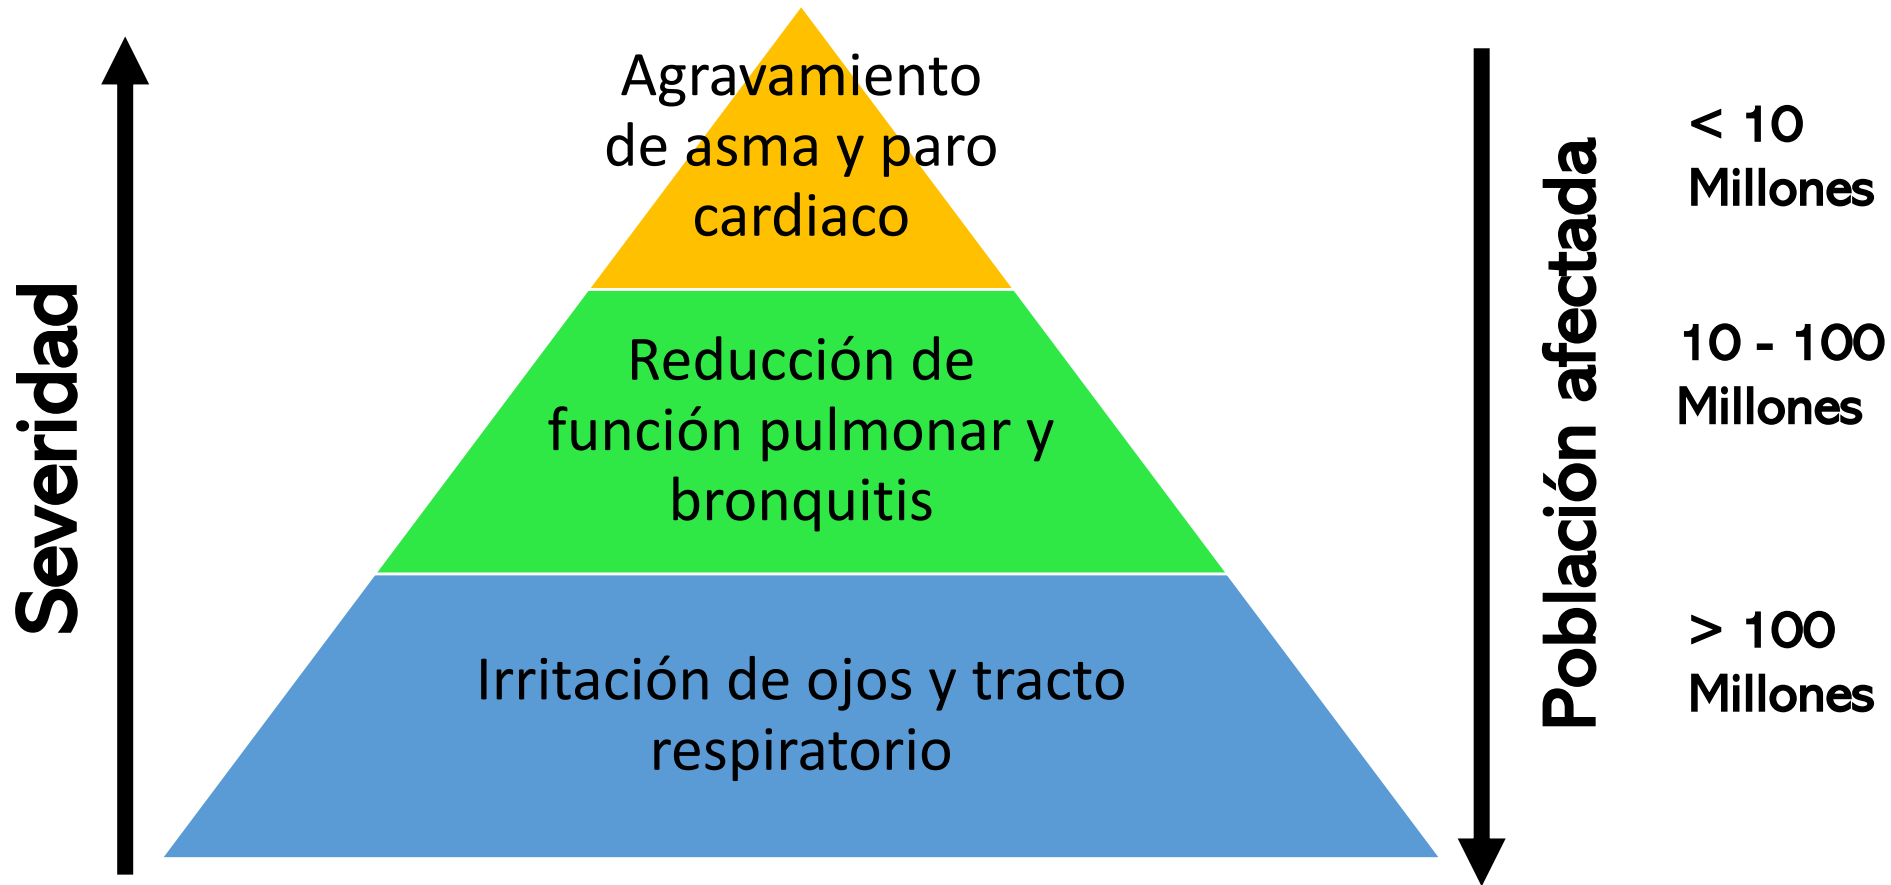 Severidad
Agravamiento
de asma y paro
cardiaco
Reducción de
función pulmonar y
bronquitis
Irritación de ojos y tracto
respiratorio
Población afectada
< 10
Millones
10 - 100
Millones
> 100
Millones